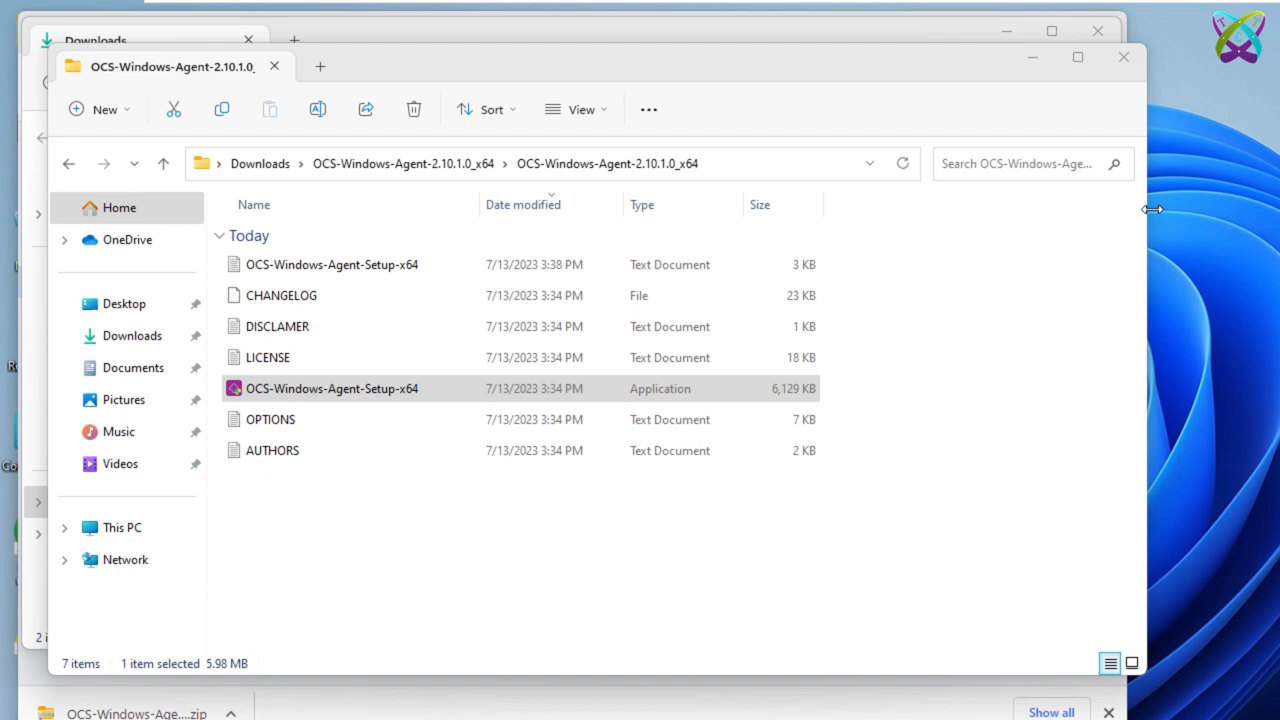 Downloads
OCS-Windows-Agent-2.10.1.0_
New
Sort
View
Downloads > OCS-Windows-Agent-2.10.1.0_x64 > OCS-Windows-Agent-2.10.1.0_x64
Search OCS-Windows-Age...
Name Date modified Type Size
Home
OneDrive
Desktop
Downloads
Documents
Pictures
Music
Videos
This PC
Network
Today
OCS-Windows-Agent-Setup-x64 7/13/2023 3:38 PM Text Document 3 KB
CHANGELOG 7/13/2023 3:34 PM File 23 KB
DISCLAMER 7/13/2023 3:34 PM Text Document 1 KB
LICENSE 7/13/2023 3:34 PM Text Document 18 KB
OCS-Windows-Agent-Setup-x64 7/13/2023 3:34 PM Application 6,129 KB
OPTIONS 7/13/2023 3:34 PM Text Document 7 KB
AUTHORS 7/13/2023 3:34 PM Text Document 2 KB
7 items 1 item selected 5.98 MB
OCS-Windows-Age....zip
Show all